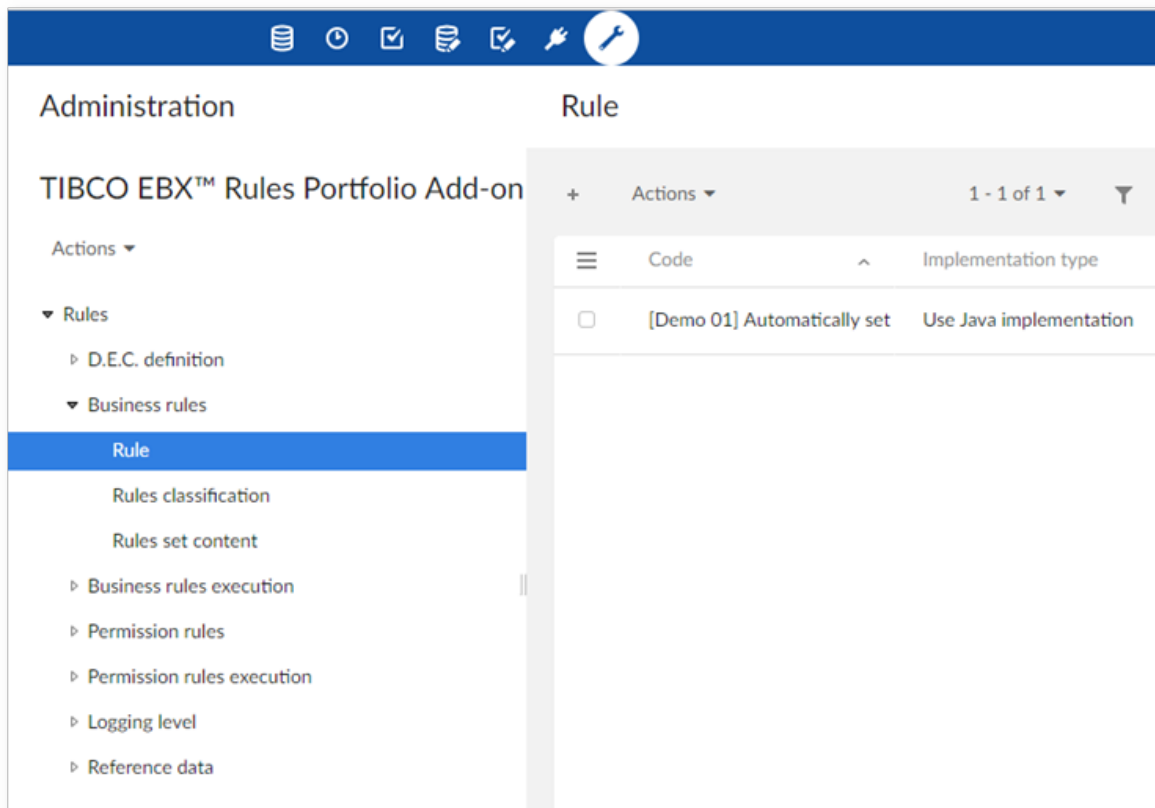 Administration
TIBCO EBX™ Rules Portfolio Add-on
Actions
Rules
D.E.C. definition
Business rules
Rule
Rules classification
Rules set content
Business rules execution
Permission rules
Permission rules execution
Logging level
Reference data
Rule
+ Actions 1 - 1 of 1
Code Implementation type
[Demo 01] Automatically set Use Java implementation